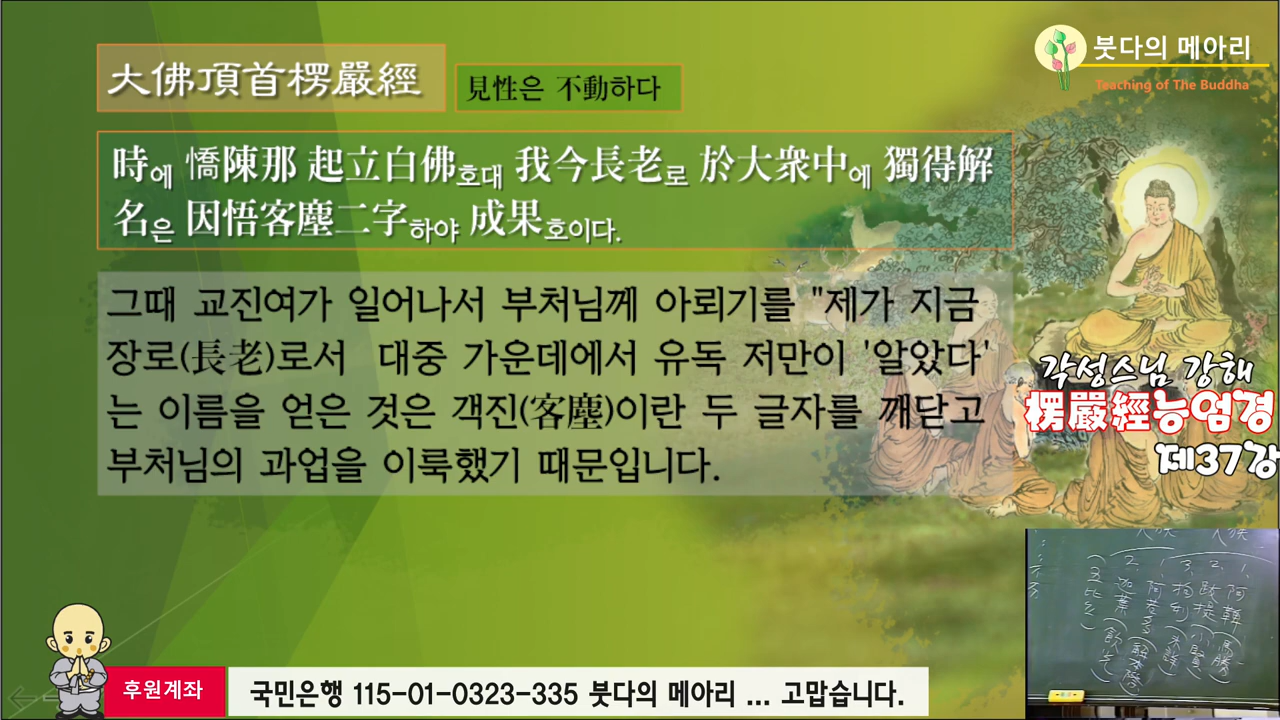 大佛頂首楞嚴經
見性은 不動하다
붓다의 메아리
Teaching of The Buddha
時에 憍陳那 起立白佛호대 我今長老로 於大衆中에 獨得解
名은 因悟客塵二字하야 成果호이다.
그때 교진여가 일어나서 부처님께 아뢰기를 "제가 지금
장로(長老)로서 대중 가운데에서 유독 저만이 '알았다'
는 이름을 얻은 것은 객진(客塵)이란 두 글자를 깨닫고
부처님의 과업을 이룩했기 때문입니다.
각성스님 강해
楞嚴經능엄경
제37강
후원계좌
국민은행 115-01-0323-335 붓다의 메아리 ... 고맙습니다.